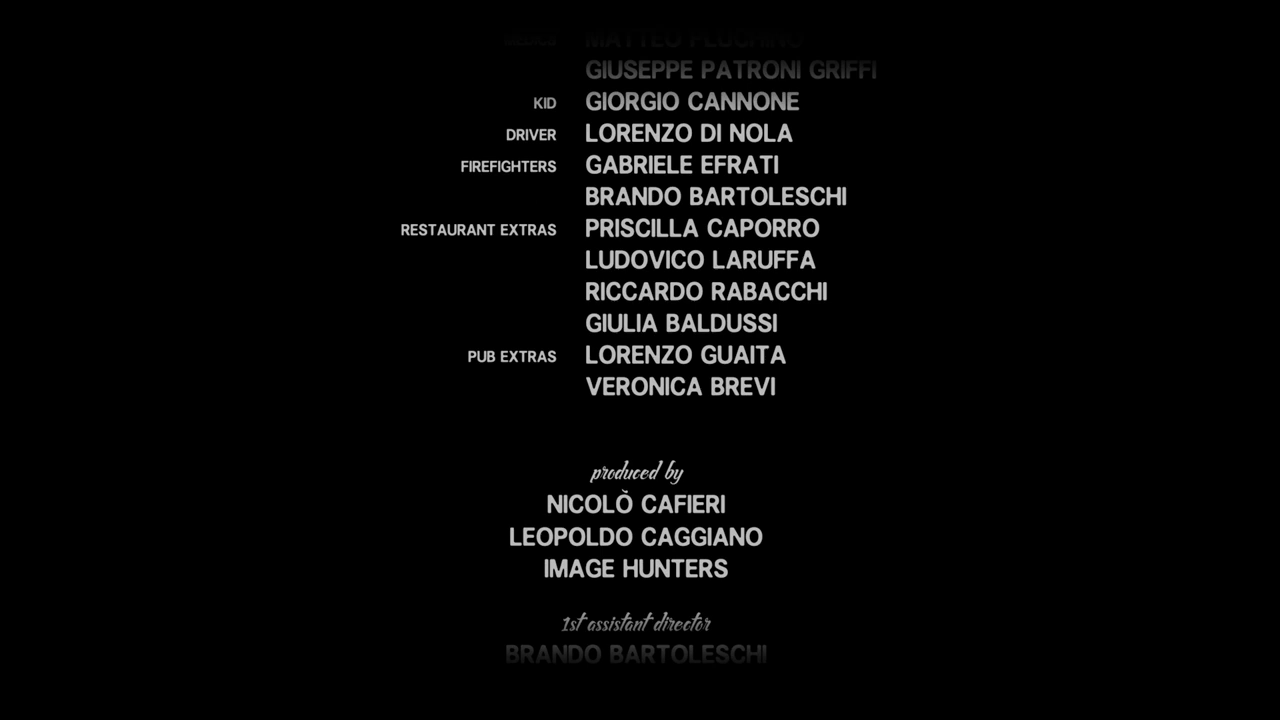 MATTEO PLUCHINO
GIUSEPPE PATRONI GRIFFI
KID GIORGIO CANNONE
DRIVER LORENZO DI NOLA
FIREFIGHTERS GABRIELE EFRATI
BRANDO BARTOLESCHI
RESTAURANT EXTRAS PRISCILLA CAPORRO
LUDOVICO LARUFFA
RICCARDO RABACCHI
GIULIA BALDUSSI
PUB EXTRAS LORENZO GUAITA
VERONICA BREVI
produced by
NICOLÒ CAFIERI
LEOPOLDO CAGGIANO
IMAGE HUNTERS
1st assistant director
BRANDO BARTOLESCHI